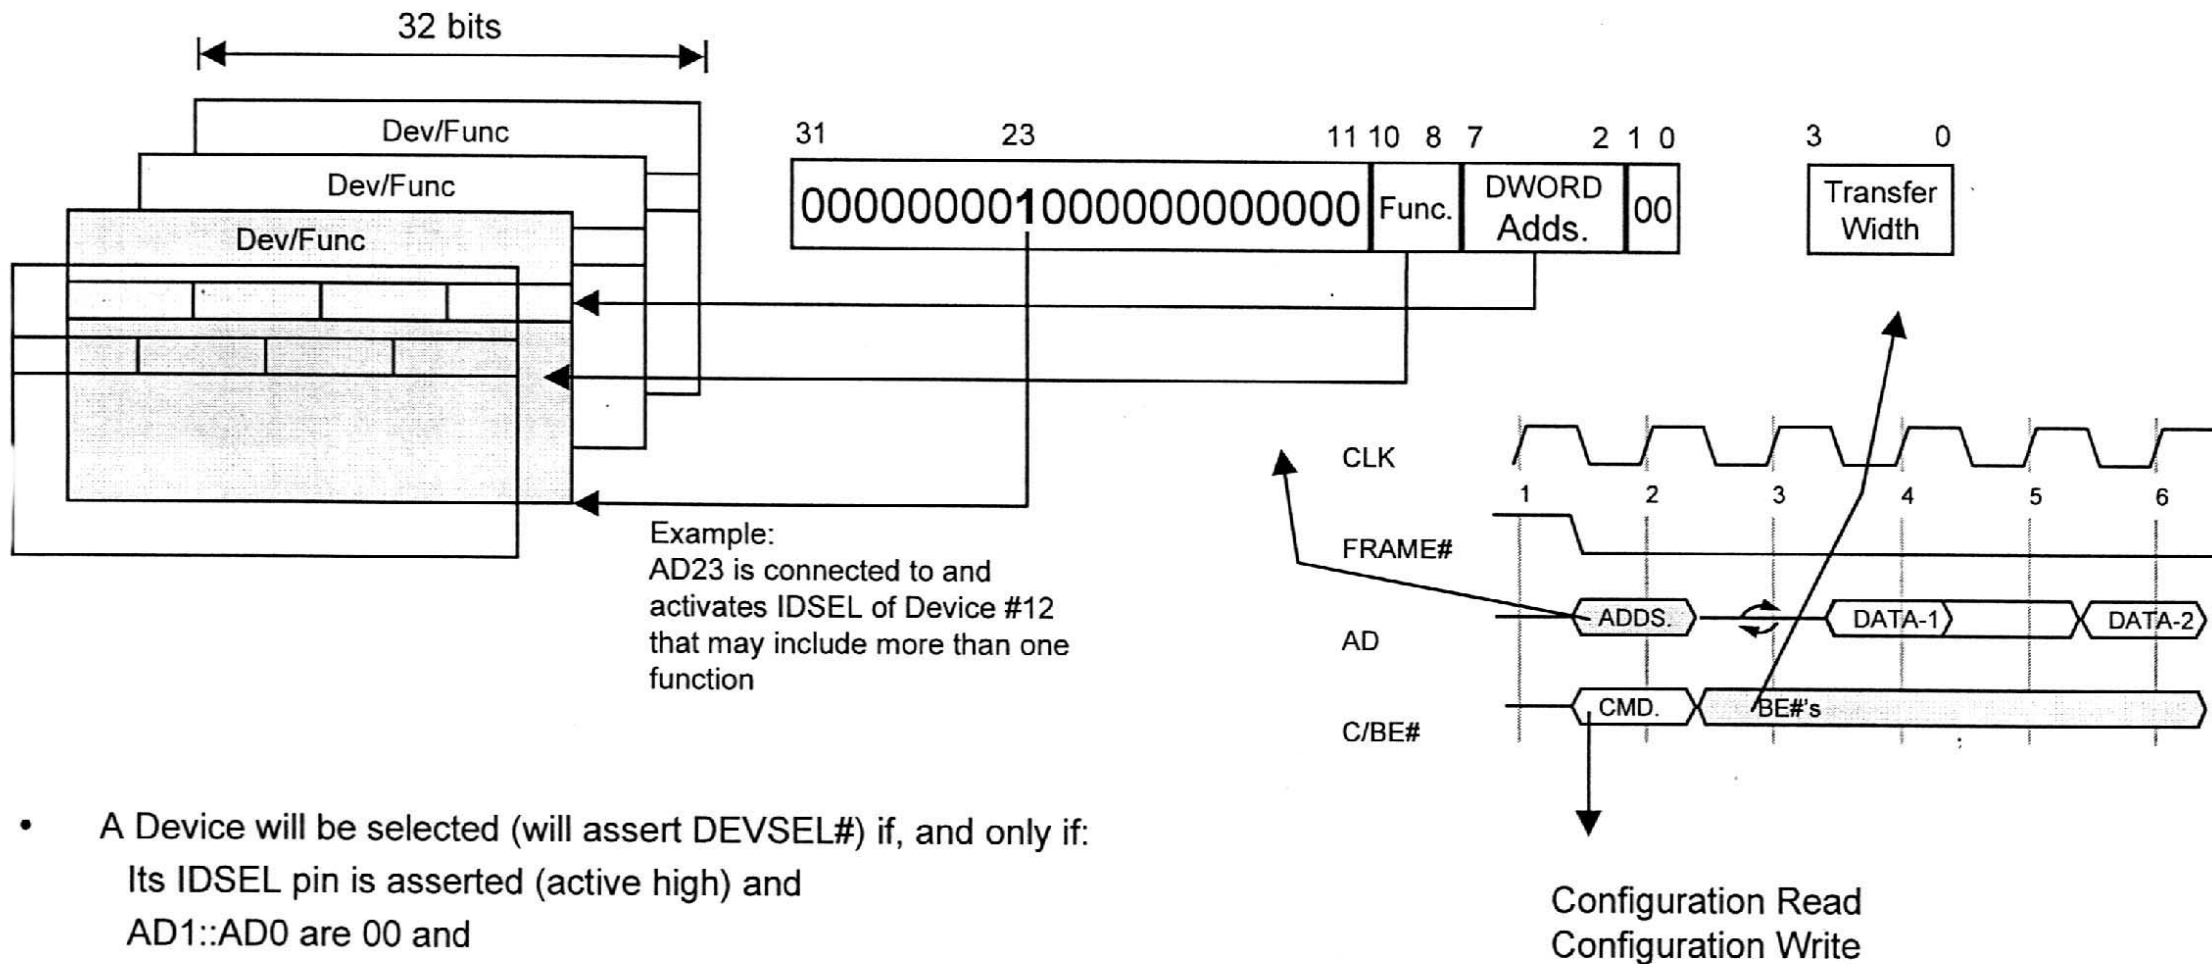 32 bits
Dev/Func
Dev/Func
Dev/Func
31 23 11 10 8 7 2 1 0
000000001000000000000 Func. DWORD Adds. 00
3 0
Transfer
Width
Example:
AD23 is connected to and
activates IDSEL of Device #12
that may include more than one
function
CLK
1 2 3 4 5 6
FRAME#
AD
ADDS. DATA-1 DATA-2
C/BE#
CMD. BE#'s
Configuration Read
Configuration Write
• A Device will be selected (will assert DEVSEL#) if, and only if:
Its IDSEL pin is asserted (active high) and
AD1::AD0 are 00 and